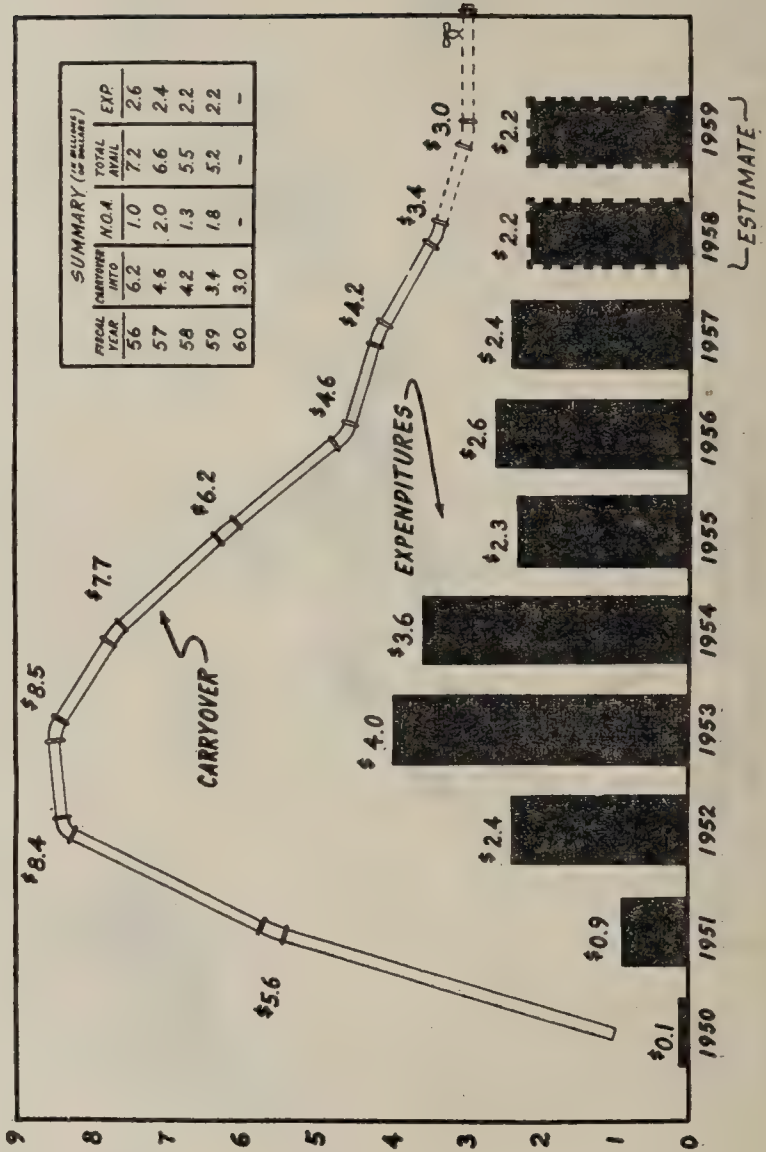 SUMMARY (IN BILLIONS OF DOLLARS)
FISCAL YEAR CARRYOVER INTO N.O.A. TOTAL AVAIL EXP.
56 6.2 1.0 7.2 2.6
57 4.6 2.0 6.6 2.4
58 4.2 1.3 5.5 2.2
59 3.4 1.8 5.2 2.2
60 3.0 - - -
9
8
7
6
5
4
3
2
1
0
$5.6
$8.4
$8.5
$7.7
$6.2
$4.6
$4.2
$3.4
$3.0
CARRYOVER
EXPENDITURES
$0.1
$0.9
$2.4
$4.0
$3.6
$2.3
$2.6
$2.4
$2.2
$2.2
1950 1951 1952 1953 1954 1955 1956 1957 1958 1959
ESTIMATE